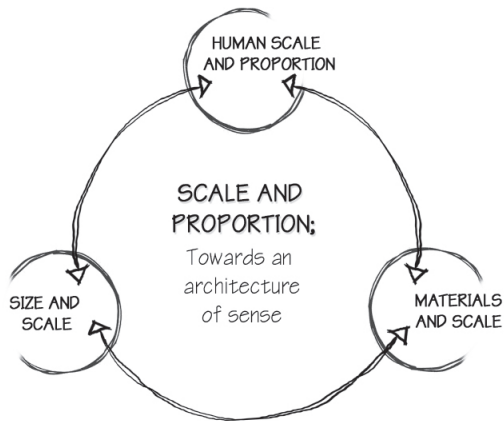 HUMAN SCALE
AND PROPORTION
SCALE AND
PROPORTION;
Towards an
architecture
of sense
SIZE AND
SCALE
MATERIALS
AND SCALE